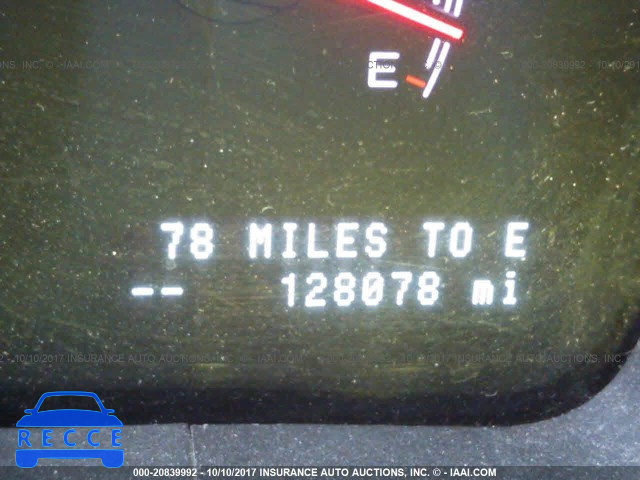 E
78 MILES TO E
-- 128078 mi
RECCE
000-20839992 - 10/10/2017 INSURANCE AUTO AUCTIONS, INC. © - IAAI.COM